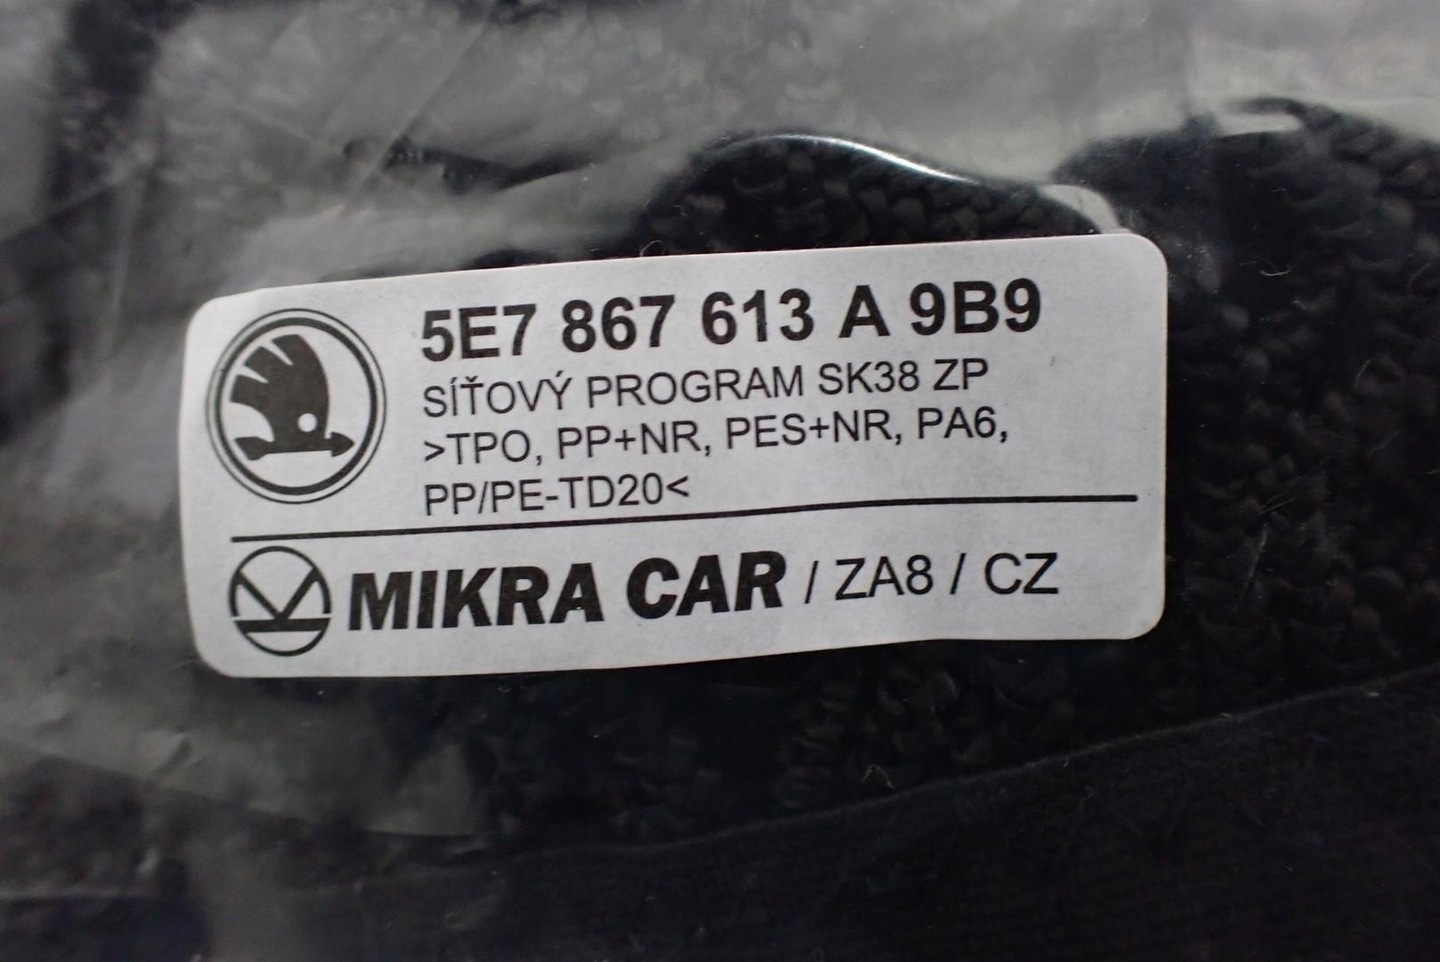 5E7 867 613 A 9B9
SÍŤOVÝ PROGRAM SK38 ZP
>TPO, PP+NR, PES+NR, PA6,
PP/PE-TD20<
MIKRA CAR / ZA8 / CZ